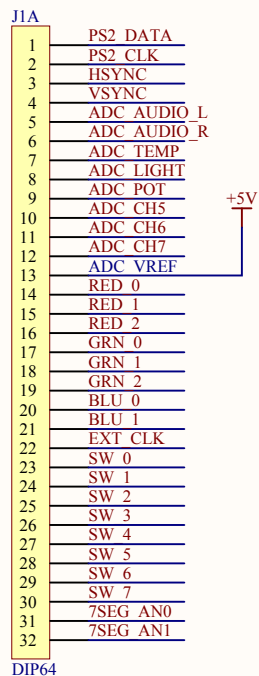 J1A
1 PS2_DATA
2 PS2_CLK
3 HSYNC
4 VSYNC
5 ADC_AUDIO_L
6 ADC_AUDIO_R
7 ADC_TEMP
8 ADC_LIGHT
9 ADC_POT
10 ADC_CH5
11 ADC_CH6
12 ADC_CH7
+5V
13 ADC_VREF
14 RED_0
15 RED_1
16 RED_2
17 GRN_0
18 GRN_1
19 GRN_2
20 BLU_0
21 BLU_1
22 EXT_CLK
23 SW_0
24 SW_1
25 SW_2
26 SW_3
27 SW_4
28 SW_5
29 SW_6
30 SW_7
31 7SEG_AN0
32 7SEG_AN1
DIP64